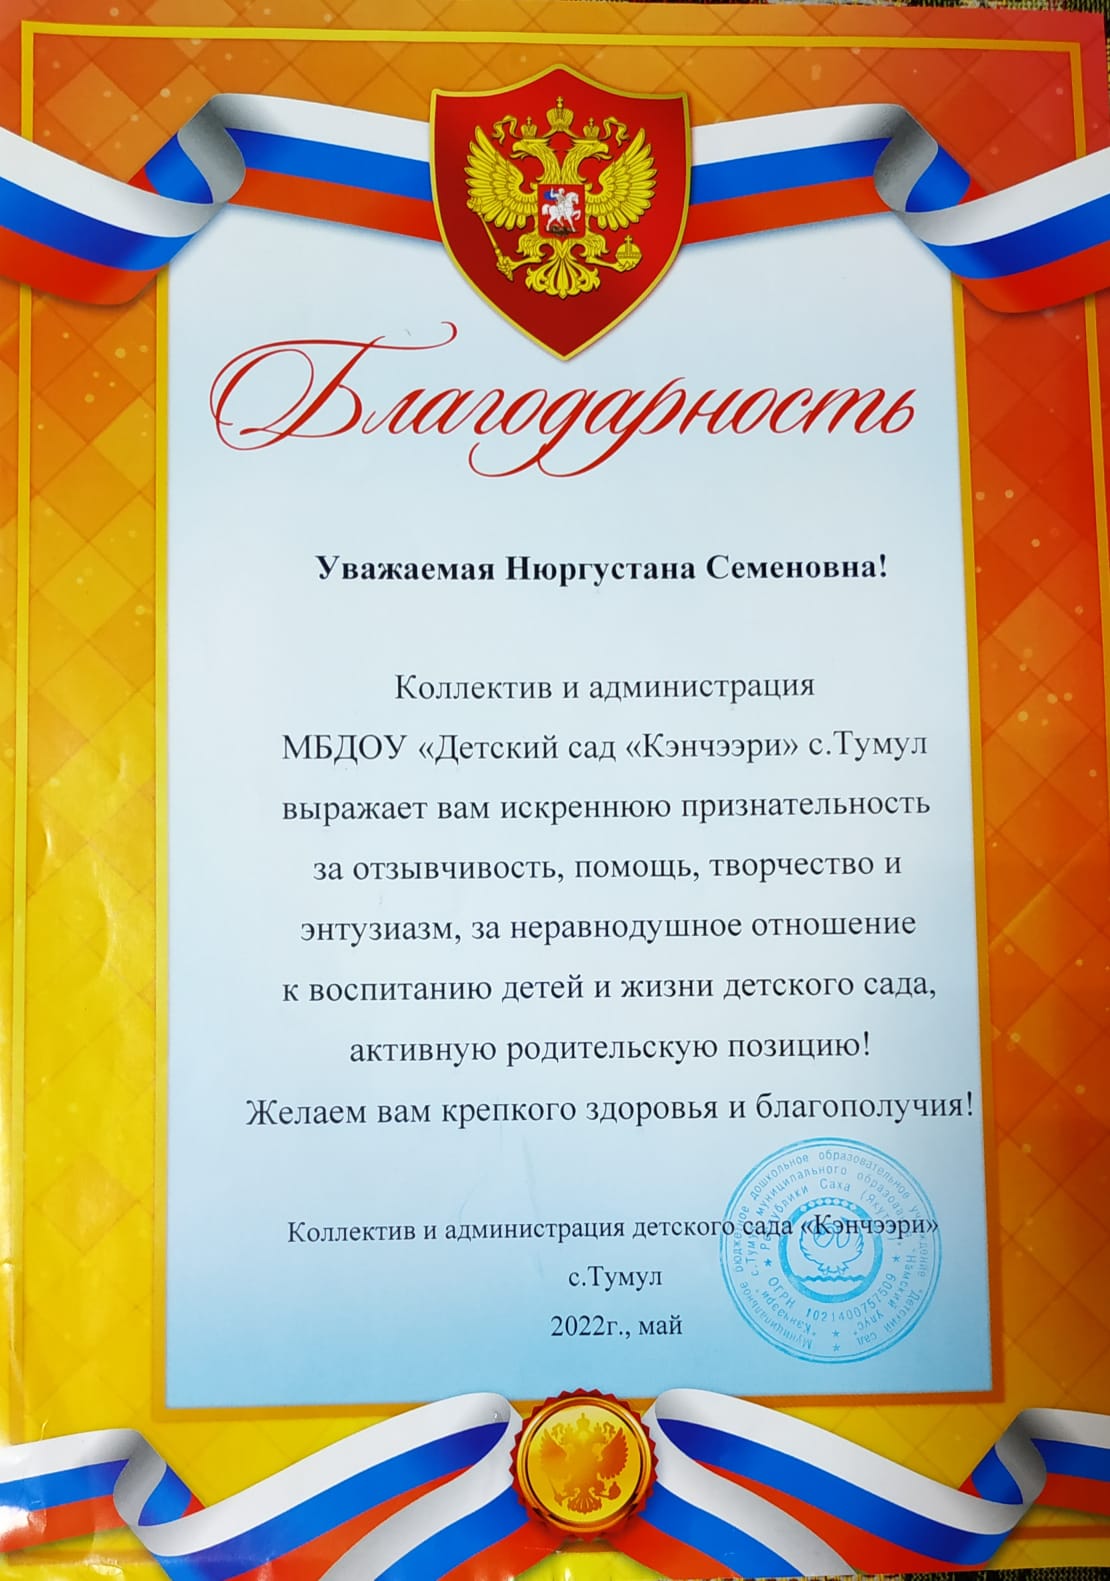 Благодарность
Уважаемая Нюргустана Семеновна!
Коллектив и администрация
МБДОУ «Детский сад «Кэнчээри» с.Тумул
выражает вам искреннюю признательность
за отзывчивость, помощь, творчество и
энтузиазм, за неравнодушное отношение
к воспитанию детей и жизни детского сада,
активную родительскую позицию!
Желаем вам крепкого здоровья и благополучия!
Коллектив и администрация детского сада «Кэнчээри»
с.Тумул
2022г., май
Муниципальное бюджетное дошкольное образовательное учреждение "Детский сад
"Кэнчээри" с.Тумул муниципального образования "Намский улус"
Республики Саха
ОГРН 1021400757509